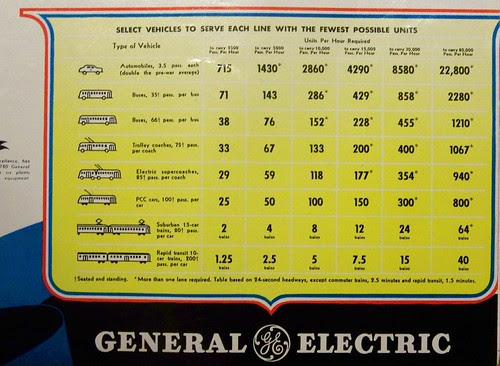 SELECT VEHICLES TO SERVE EACH LINE WITH THE FEWEST POSSIBLE UNITS
Units Per Hour Required
Type of Vehicle
to carry 2500 Pass. Per Hour
to carry 5000 Pass. Per Hour
to carry 10,000 Pass. Per Hour
to carry 15,000 Pass. Per Hour
to carry 30,000 Pass. Per Hour
to carry 80,000 Pass. Per Hour
Automobiles, 3.5 pass. each
(double the pre-war average) 715 1430* 2860* 4290* 8580* 22,800*
Buses, 35† pass. per bus 71 143 286* 429* 858* 2280*
Buses, 66† pass. per bus 38 76 152* 228* 455* 1210*
Trolley coaches, 75† pass.
per coach 33 67 133 200* 400* 1067*
Electric supercoaches,
85† pass. per coach 29 59 118 177* 354* 940*
PCC cars, 100† pass. per
car 25 50 100 150 300* 800*
Suburban 15-car
trains, 80† pass.
per car 2 trains 4 trains 8 trains 12 trains 24 trains 64* trains
Rapid transit 10-
car trains, 200†
pass. per car 1.25 trains 2.5 trains 5 trains 7.5 trains 15 trains 40 trains
†Seated and standing. *More than one lane required. Table based on 24-second headways, except commuter trains, 2.5 minutes and rapid transit, 1.5 minutes.
GENERAL GE ELECTRIC
ellence, has
780 General
us plants
equipment